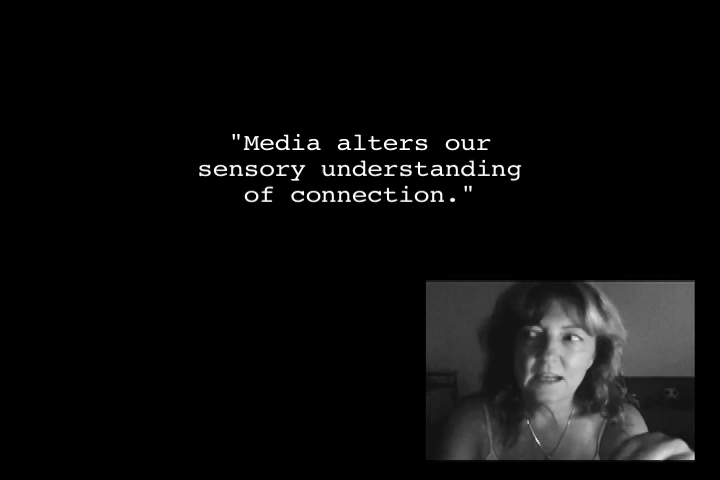 "Media alters our
sensory understanding
of connection."